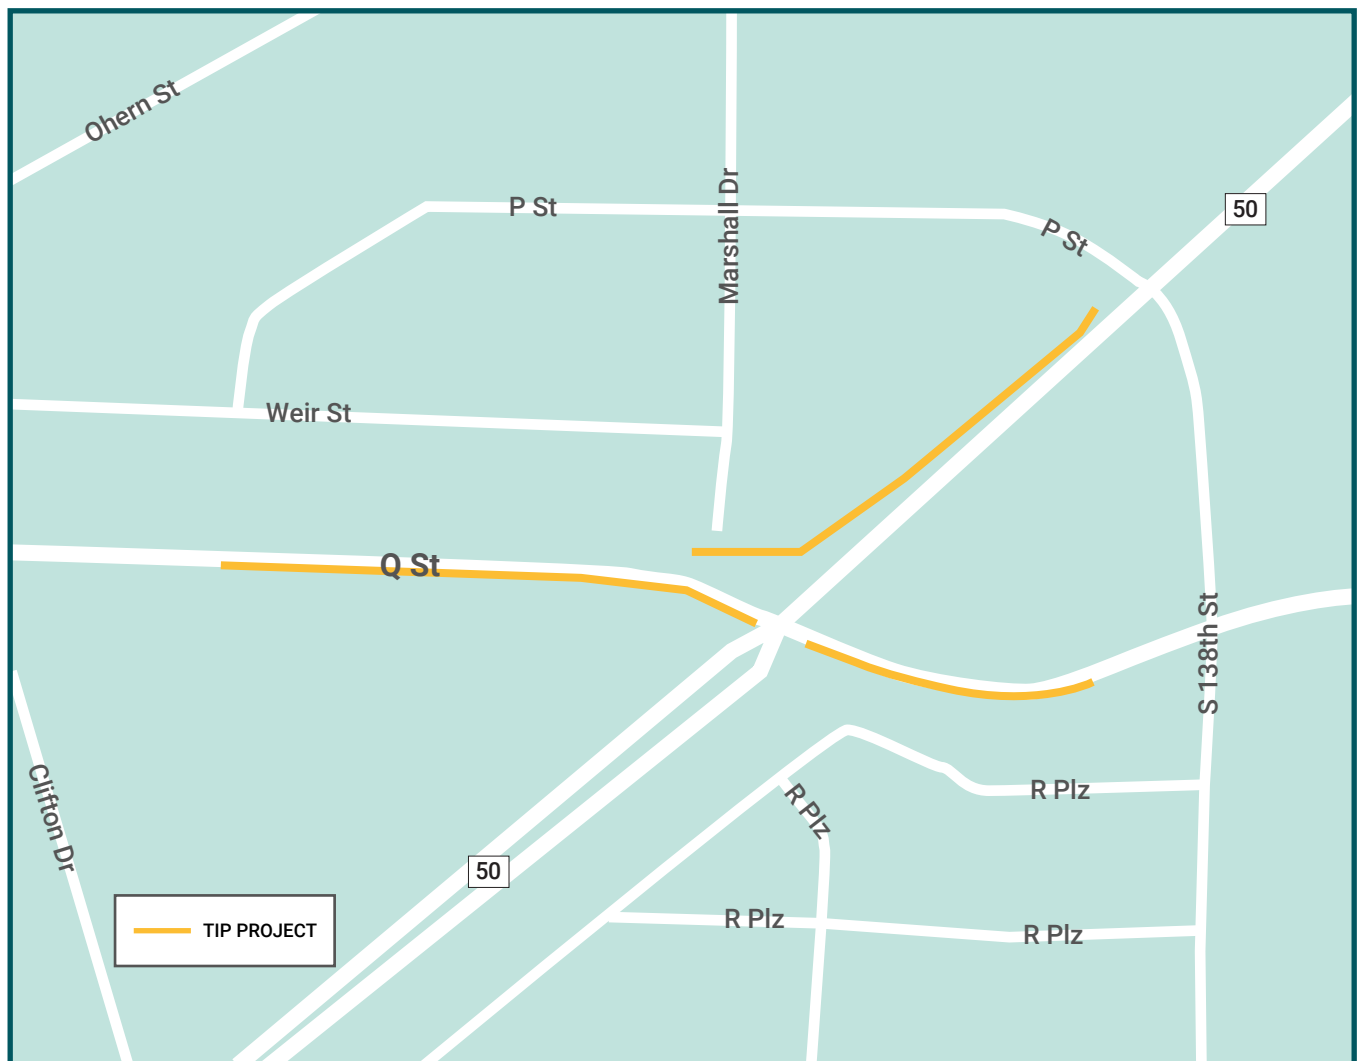 Ohern St
P St
Marshall Dr
P St
50
Weir St
Q St
S 138th St
Clifton Dr
R Plz
R Plz
50
R Plz
R Plz
TIP PROJECT